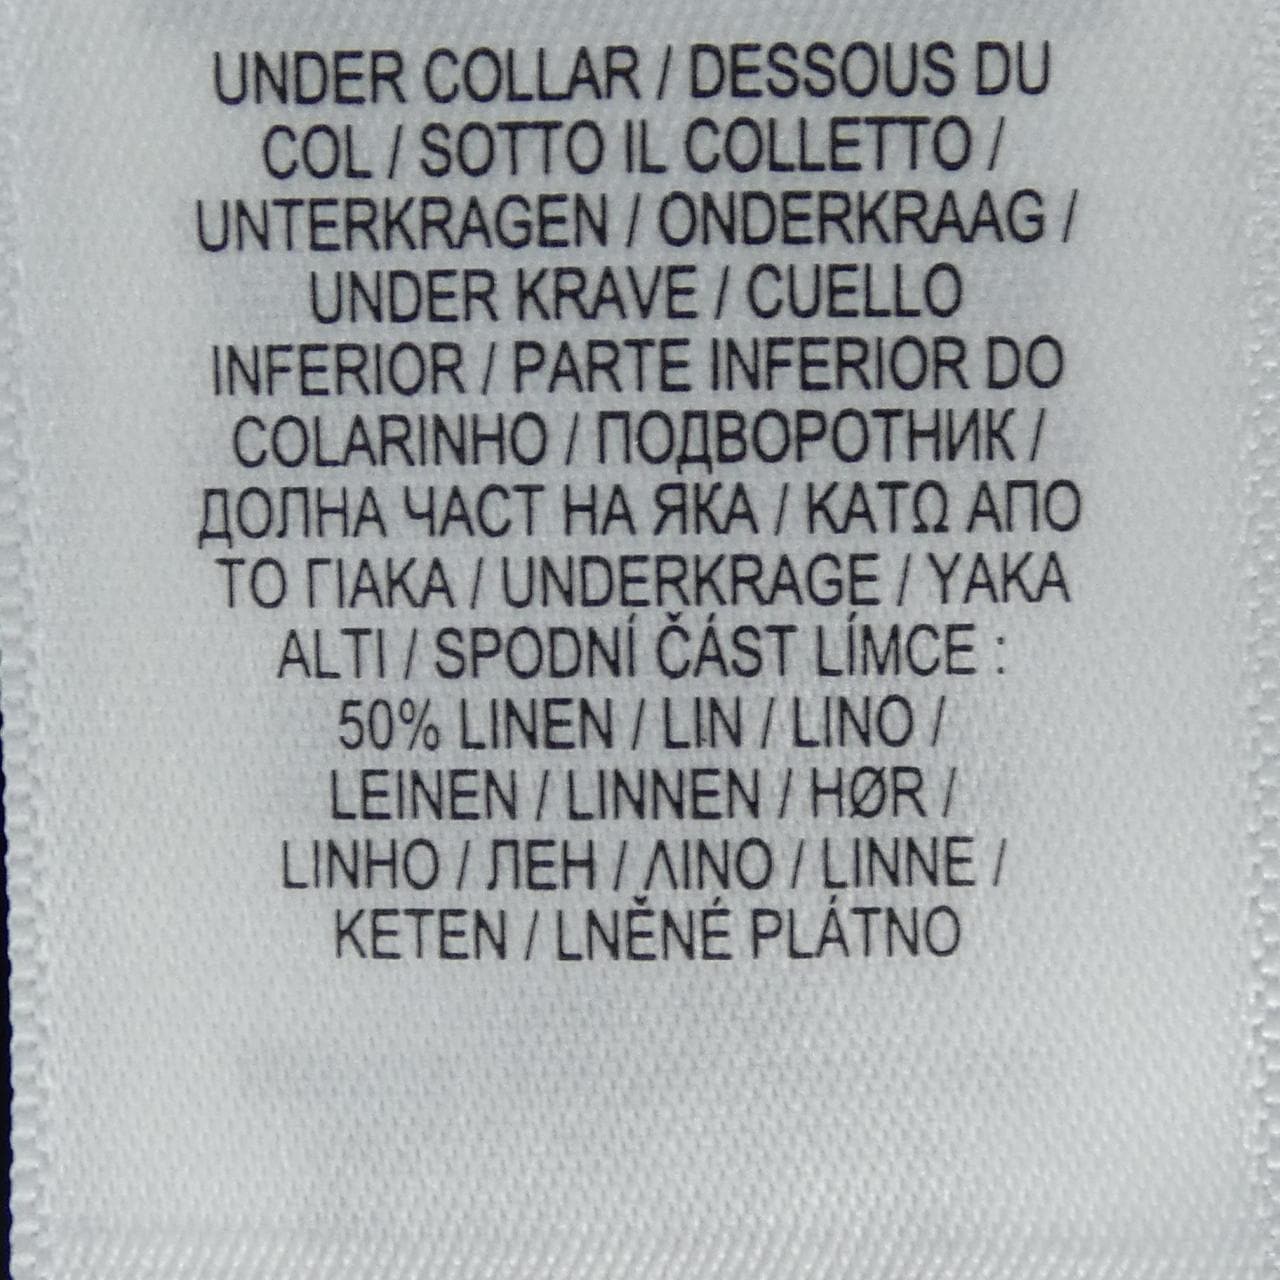 UNDER COLLAR / DESSOUS DU
COL / SOTTO IL COLLETTO /
UNTERKRAGEN / ONDERKRAAG /
UNDER KRAVE / CUELLO
INFERIOR / PARTE INFERIOR DO
COLARINHO / ПОДВОРОТНИК /
ДОЛНА ЧАСТ НА ЯКА / ΚΑΤΩ ΑΠΟ
ΤΟ ΓΙΑΚΑ / UNDERKRAGE / YAKA
ALTI / SPODNÍ ČÁST LÍMCE :
50% LINEN / LIN / LINO /
LEINEN / LINNEN / HØR /
LINHO / ЛЕН / ΛΙΝΟ / LINNE /
KETEN / LNĚNÉ PLÁTNO